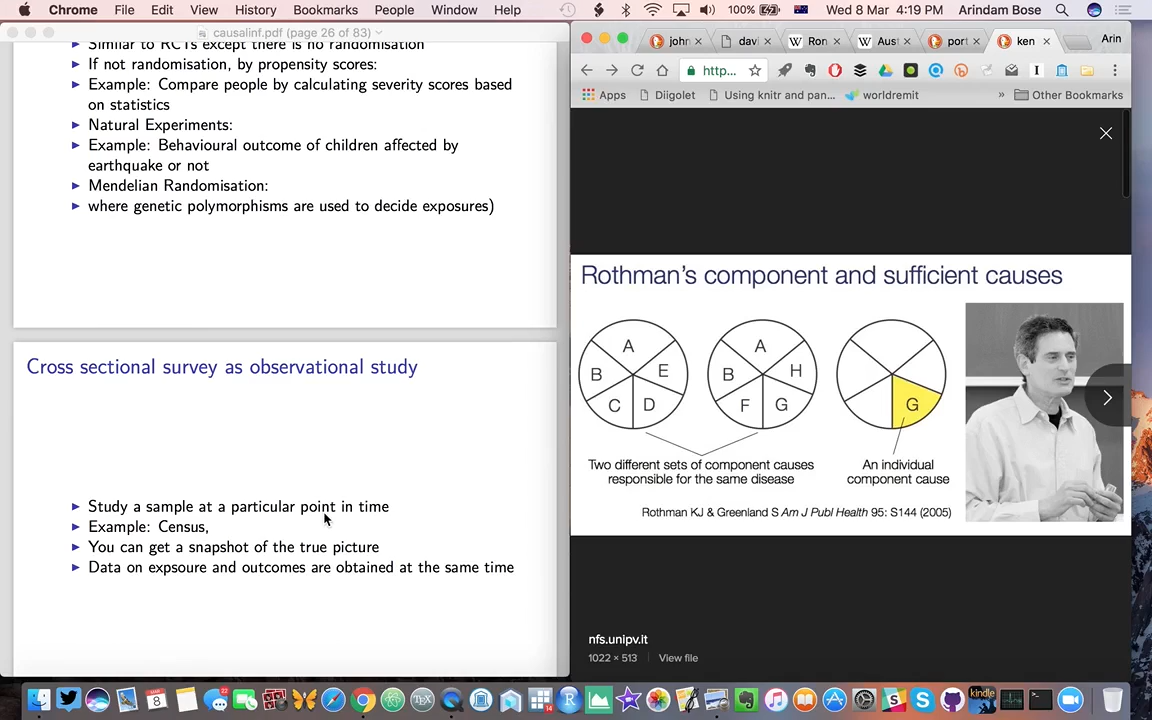 Chrome File Edit View History Bookmarks People Window Help 100% Wed 8 Mar 4:19 PM Arindam Bose
causalinf.pdf (page 26 of 83)
Similar to RCTs except there is no randomisation
If not randomisation, by propensity scores:
Example: Compare people by calculating severity scores based
on statistics
Natural Experiments:
Example: Behavioural outcome of children affected by
earthquake or not
Mendelian Randomisation:
where genetic polymorphisms are used to decide exposures)
Cross sectional survey as observational study
Study a sample at a particular point in time
Example: Census,
You can get a snapshot of the true picture
Data on expsoure and outcomes are obtained at the same time
john davi Ron Aust port ken Arin
http...
Apps Diigolet Using knitr and pan... worldremit » Other Bookmarks
Rothman's component and sufficient causes
A
B E
C D
A
B H
F G
G
Two different sets of component causes
responsible for the same disease
An individual
component cause
Rothman KJ & Greenland S Am J Publ Health 95: S144 (2005)
nfs.unipv.it
1022 × 513 View file